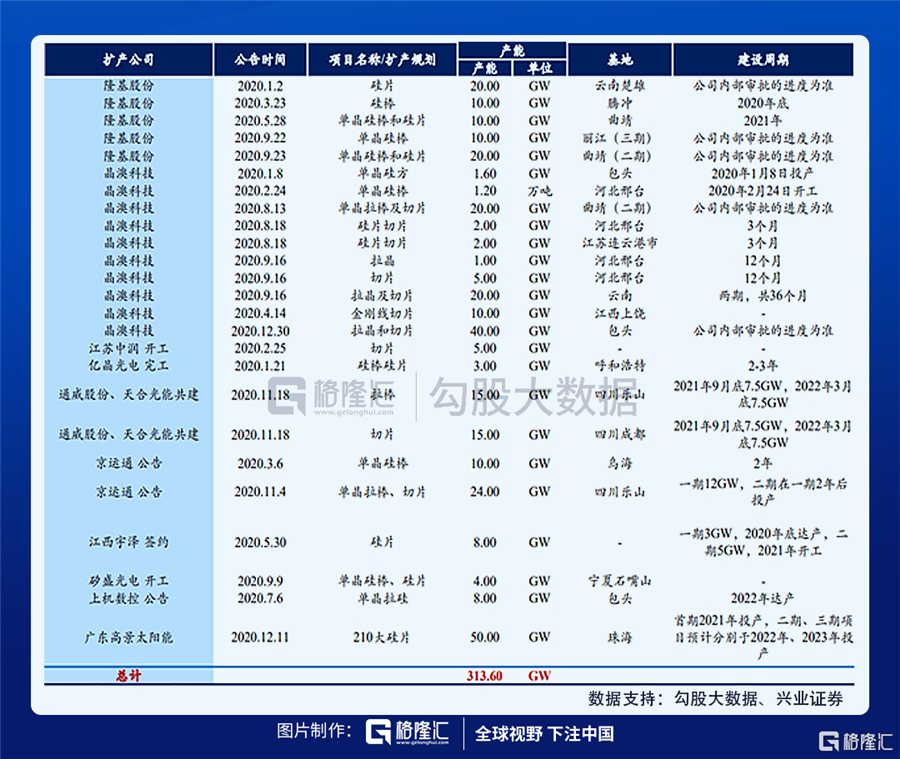 扩产公司 公告时间 项目名称/扩产规划 产能 基地 建设周期
产能 单位
隆基股份 2020.1.2 硅片 20.00 GW 云南楚雄 公司内部审批的进度为准
隆基股份 2020.3.23 硅棒 10.00 GW 腾冲 2020年底
隆基股份 2020.5.28 单晶硅棒和硅片 10.00 GW 曲靖 2021年
隆基股份 2020.9.22 单晶硅棒 10.00 GW 丽江（三期） 公司内部审批的进度为准
隆基股份 2020.9.23 单晶硅棒和硅片 20.00 GW 曲靖（二期） 公司内部审批的进度为准
晶澳科技 2020.1.8 单晶硅方 1.60 GW 包头 2020年1月8日投产
晶澳科技 2020.2.24 单晶硅棒 1.20 万吨 河北邢台 2020年2月24日开工
晶澳科技 2020.8.13 单晶拉棒及切片 20.00 GW 曲靖（二期） 公司内部审批的进度为准
晶澳科技 2020.8.18 硅片切片 2.00 GW 河北邢台 3个月
晶澳科技 2020.8.18 硅片切片 2.00 GW 江苏连云港市 3个月
晶澳科技 2020.9.16 拉晶 1.00 GW 河北邢台 12个月
晶澳科技 2020.9.16 切片 5.00 GW 河北邢台 12个月
晶澳科技 2020.9.16 拉晶及切片 20.00 GW 云南 两期，共36个月
晶澳科技 2020.4.14 金刚线切片 10.00 GW 江西上饶 -
晶澳科技 2020.12.30 拉晶和切片 40.00 GW 包头 公司内部审批的进度为准
江苏中润 开工 2020.2.25 切片 5.00 GW - -
亿晶光电 完工 2020.1.21 硅棒硅片 3.00 GW 呼和浩特 2-3年
通威股份、天合光能共建 2020.11.18 拉棒 15.00 GW 四川乐山 2021年9月底7.5GW，2022年3月
底7.5GW
格隆汇 www.gelonghui.com 勾股大数据
通威股份、天合光能共建 2020.11.18 切片 15.00 GW 四川成都 2021年9月底7.5GW，2022年3月
底7.5GW
京运通 公告 2020.3.6 单晶硅棒 10.00 GW 乌海 2年
京运通 公告 2020.11.4 单晶拉棒、切片 24.00 GW 四川乐山 一期12GW，二期在一期2年后
投产
江西宇泽 签约 2020.5.30 硅片 8.00 GW - 一期3GW，2020年底达产，二
期5GW，2021年开工
矽盛光电 开工 2020.9.9 单晶硅棒、硅片 4.00 GW 宁夏石嘴山 -
上机数控 公告 2020.7.6 单晶拉硅 8.00 GW 包头 2022年达产
广东高景太阳能 2020.12.11 210大硅片 50.00 GW 珠海 首期2021年投产，二期、三期项
目预计分别于2022年、2023年投
产
总计 313.60 GW
数据支持：勾股大数据、兴业证券
图片制作： 格隆汇 www.gelonghui.com 全球视野 下注中国
格隆汇